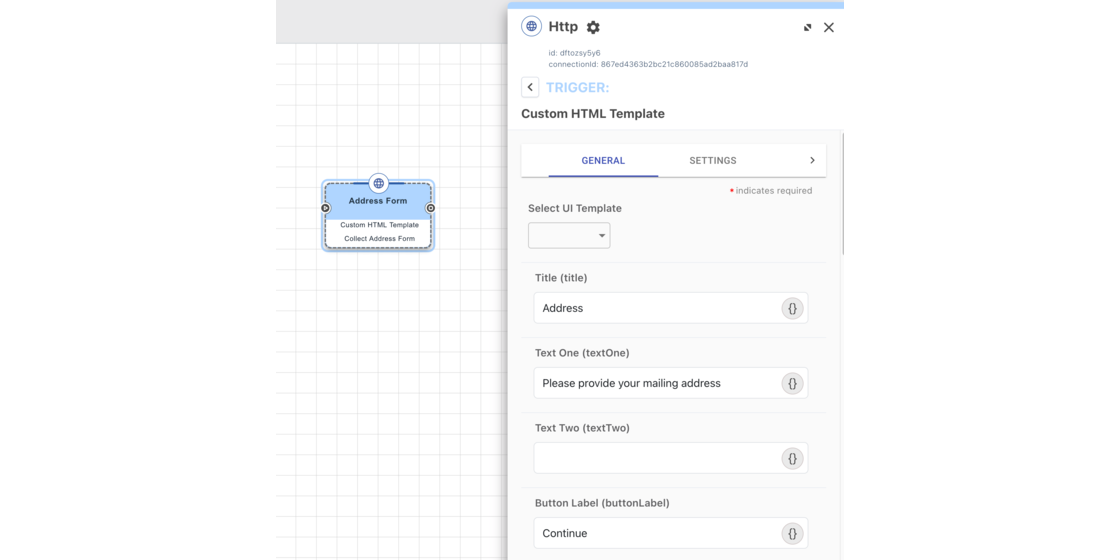 Http
id: dftozsy5y6
connectionId: 867ed4363b2bc21c860085ad2baa817d
TRIGGER:
Custom HTML Template
GENERAL SETTINGS
* indicates required
Select UI Template
Title (title)
Address {}
Text One (textOne)
Please provide your mailing address {}
Text Two (textTwo)
{}
Button Label (buttonLabel)
Continue {}
Address Form
Custom HTML Template
Collect Address Form